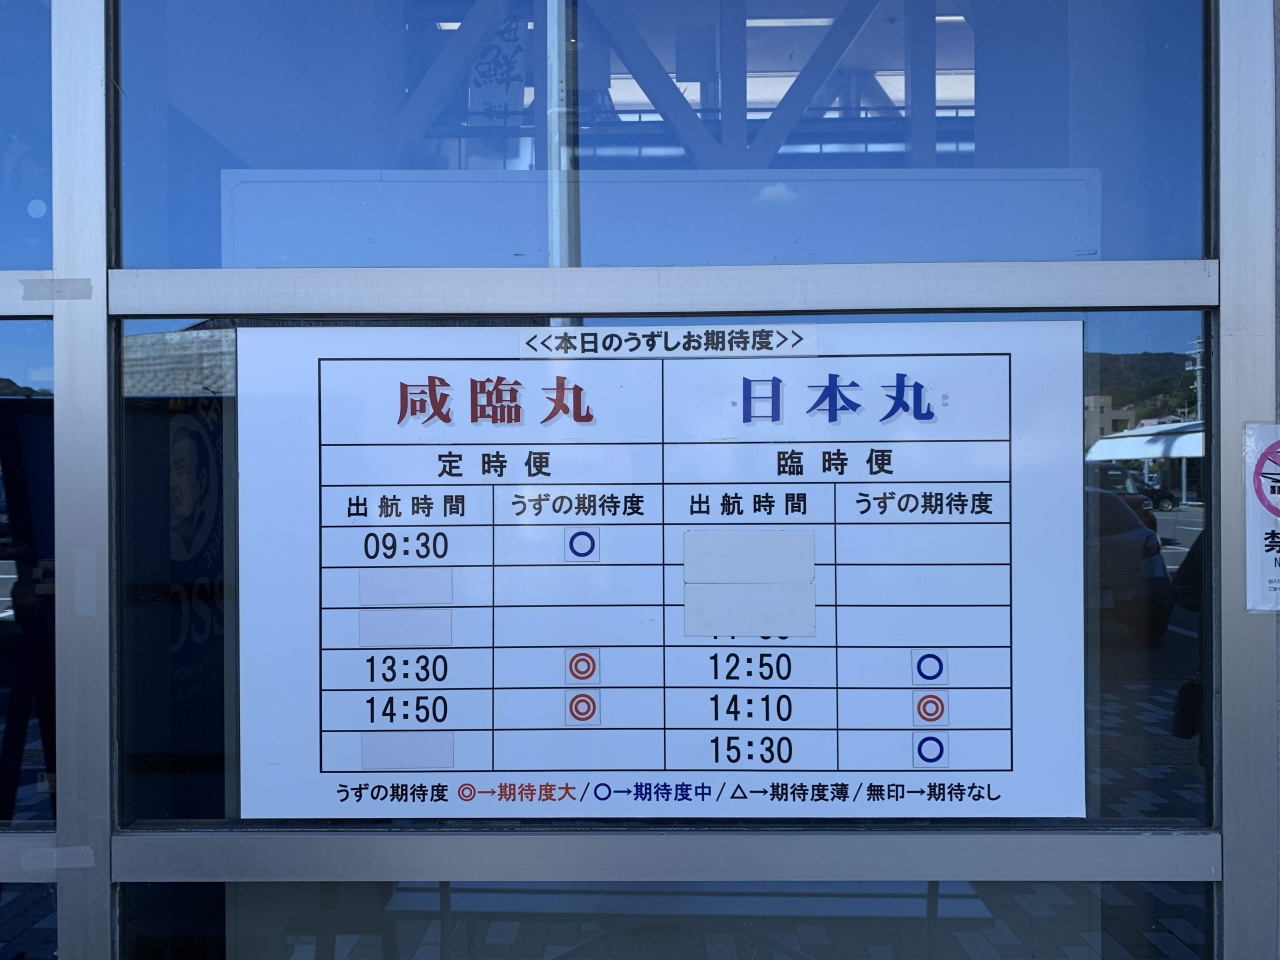 <<本日のうずしお期待度>>
咸臨丸 日本丸
定時便 臨時便
出航時間 うずの期待度 出航時間 うずの期待度
09:30 ○
13:30 ◎ 12:50 ○
14:50 ◎ 14:10 ◎
15:30 ○
うずの期待度 ◎→期待度大/○→期待度中/△→期待度薄/無印→期待なし
禁